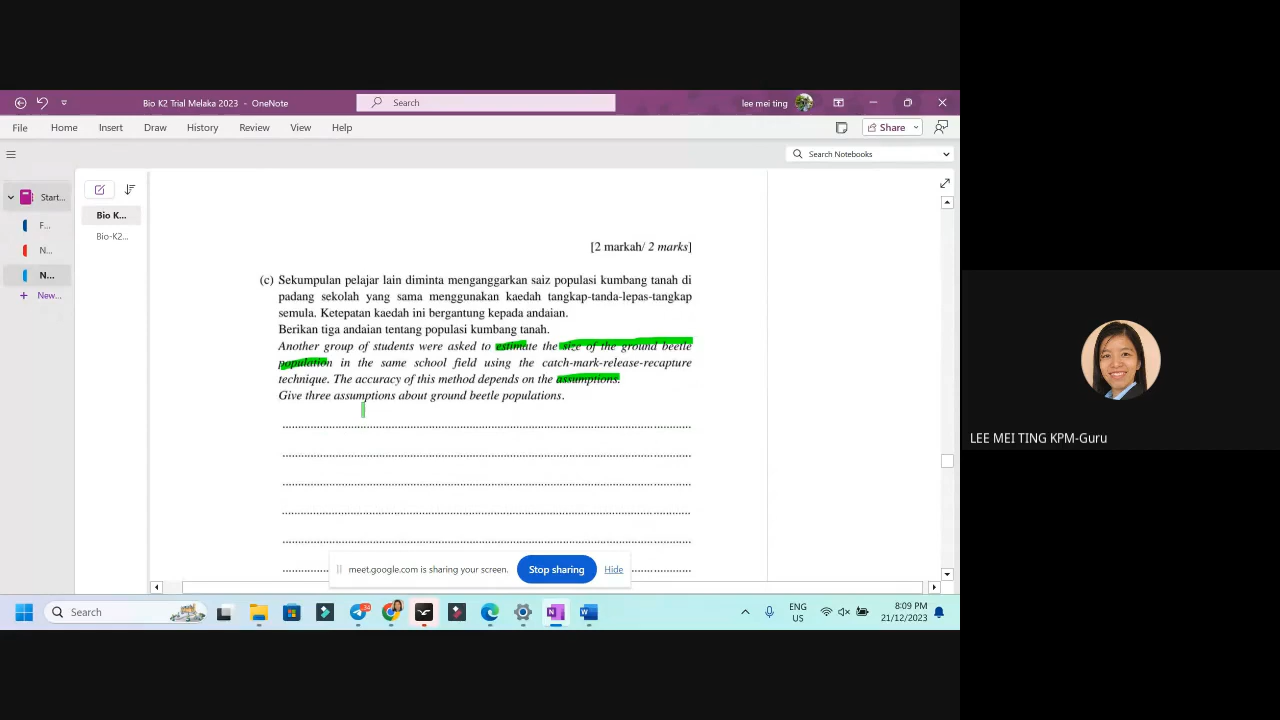 Bio K2 Trial Melaka 2023 - OneNote
Search
lee mei ting
File Home Insert Draw History Review View Help
Share
Search Notebooks
Start...
Bio K...
F...
Bio-K2...
N...
N...
New...
[2 markah/ 2 marks]
(c) Sekumpulan pelajar lain diminta menganggarkan saiz populasi kumbang tanah di
padang sekolah yang sama menggunakan kaedah tangkap-tanda-lepas-tangkap
semula. Ketepatan kaedah ini bergantung kepada andaian.
Berikan tiga andaian tentang populasi kumbang tanah.
Another group of students were asked to estimate the size of the ground beetle
population in the same school field using the catch-mark-release-recapture
technique. The accuracy of this method depends on the assumptions.
Give three assumptions about ground beetle populations.
meet.google.com is sharing your screen.
Stop sharing
Hide
LEE MEI TING KPM-Guru
Search
ENG
US
8:09 PM
21/12/2023